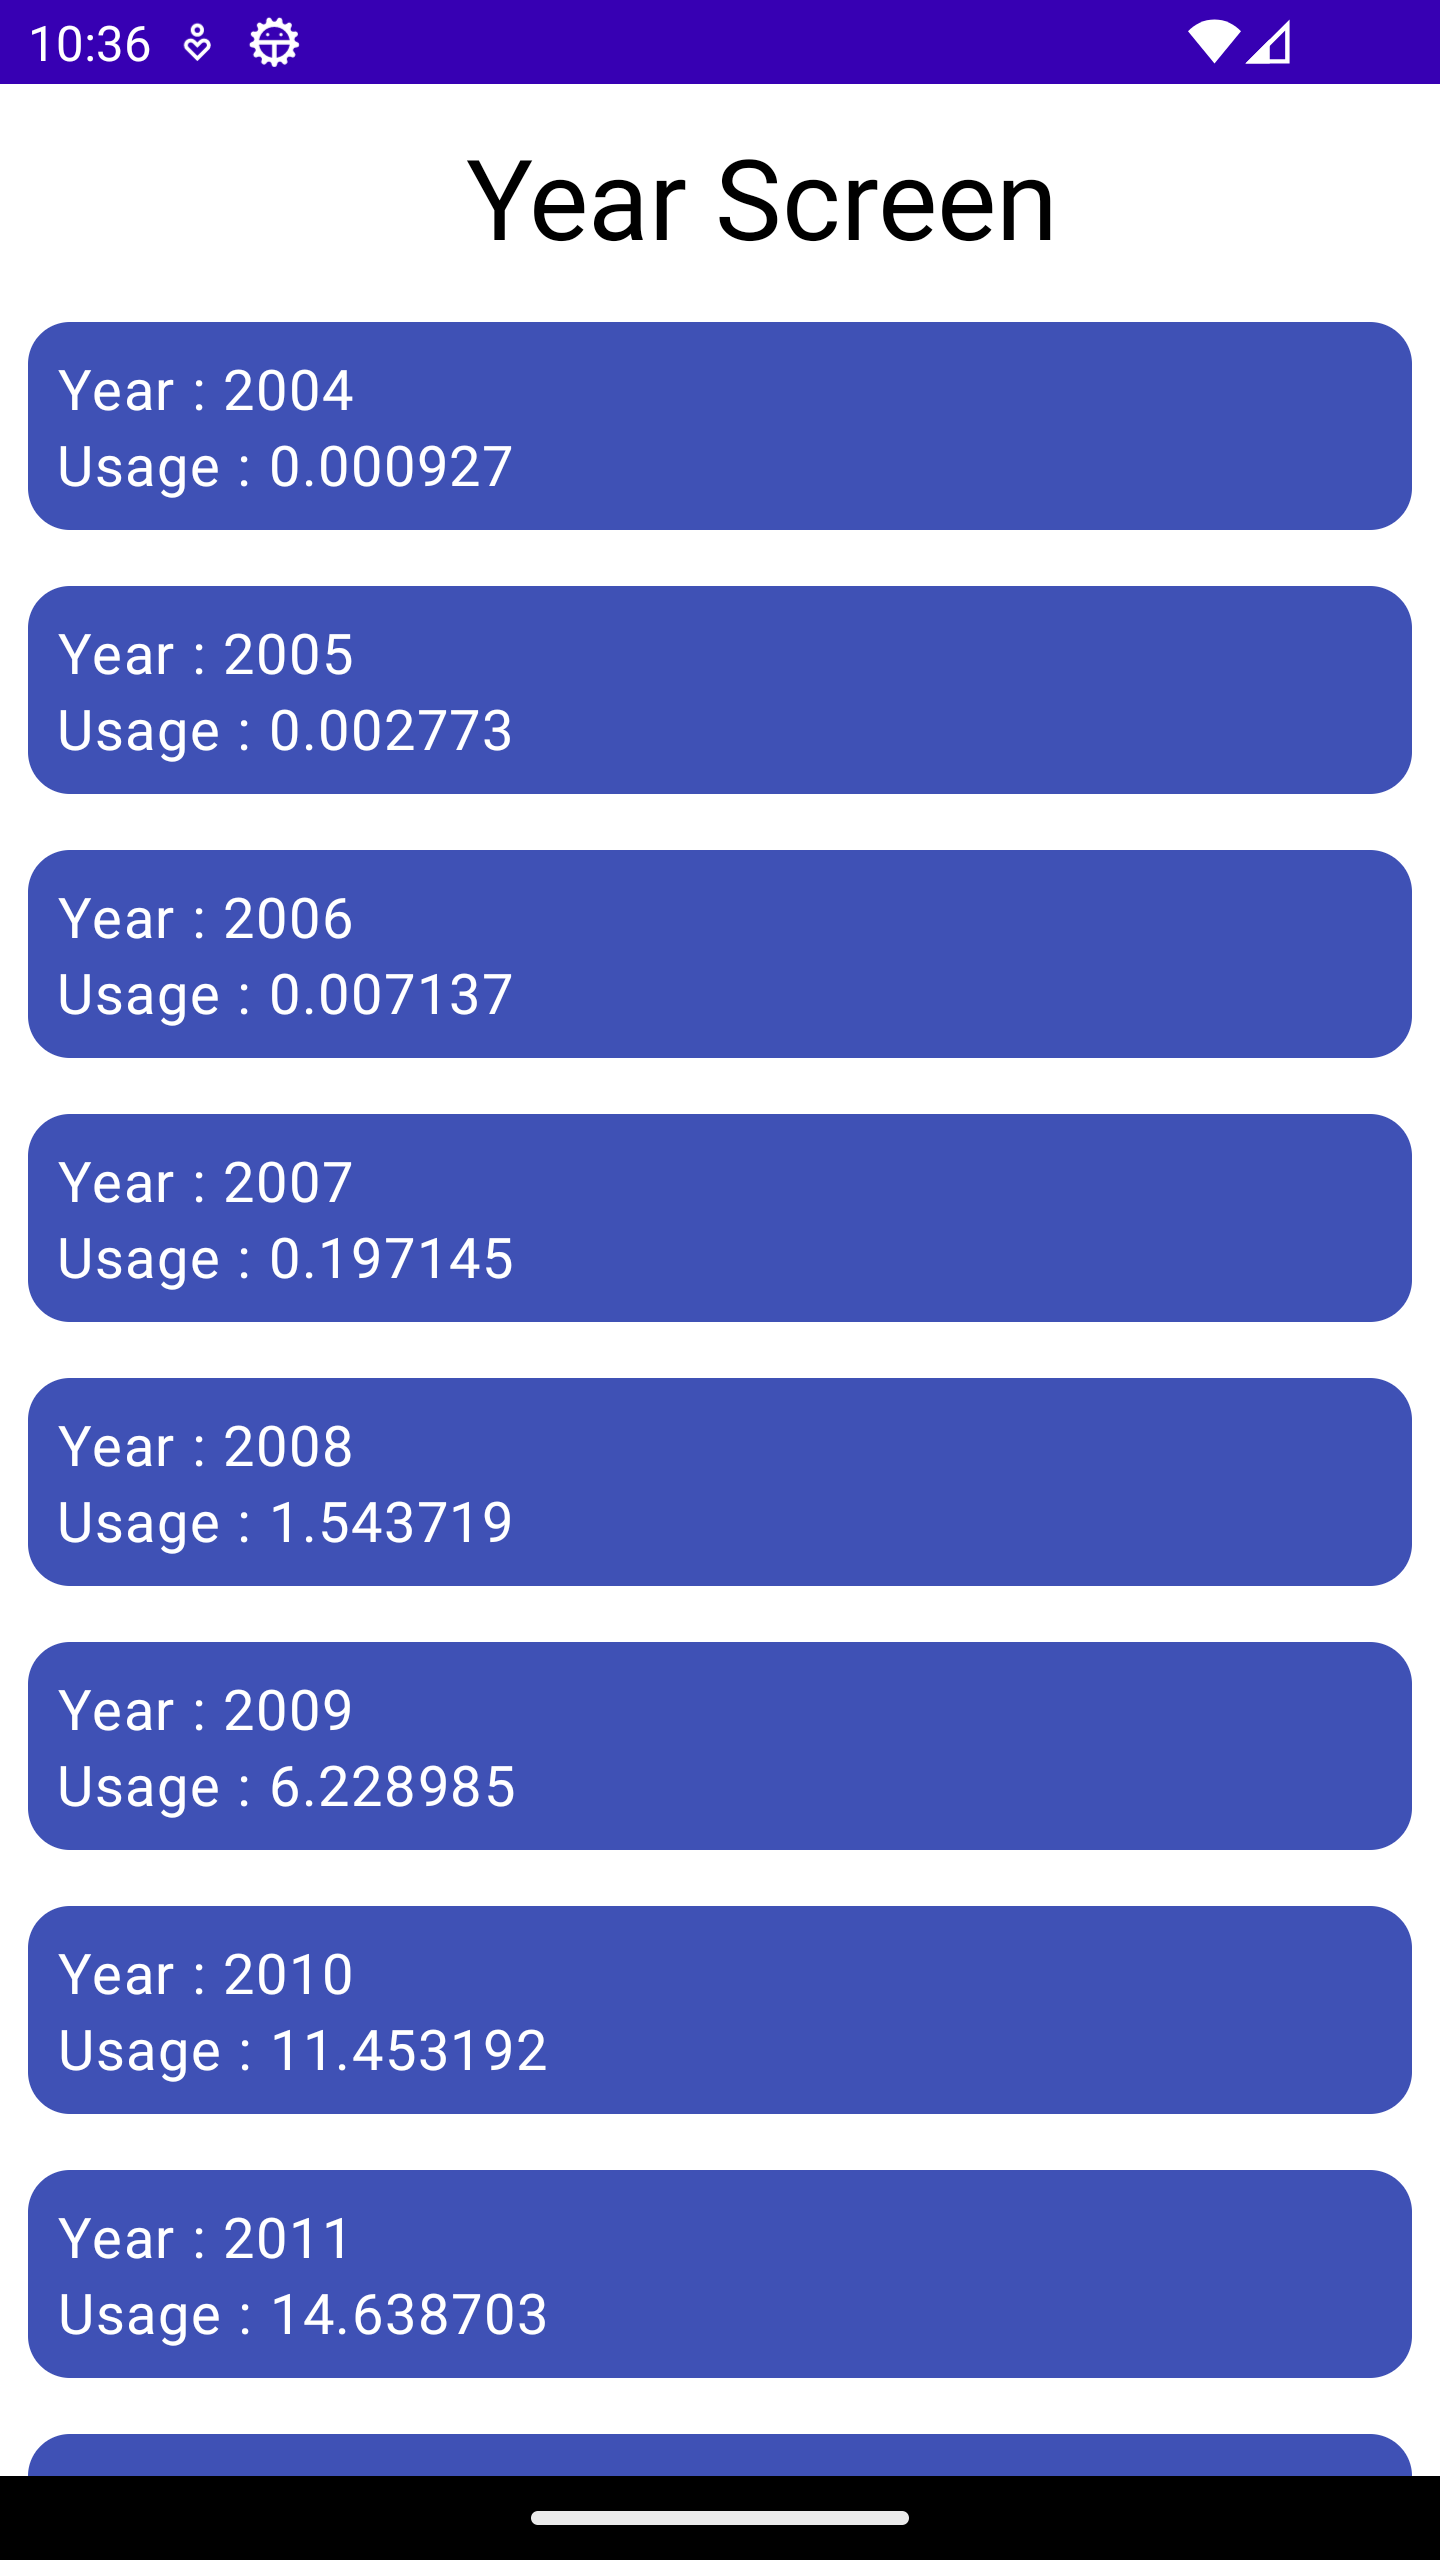 10:36
Year Screen
Year : 2004
Usage : 0.000927
Year : 2005
Usage : 0.002773
Year : 2006
Usage : 0.007137
Year : 2007
Usage : 0.197145
Year : 2008
Usage : 1.543719
Year : 2009
Usage : 6.228985
Year : 2010
Usage : 11.453192
Year : 2011
Usage : 14.638703